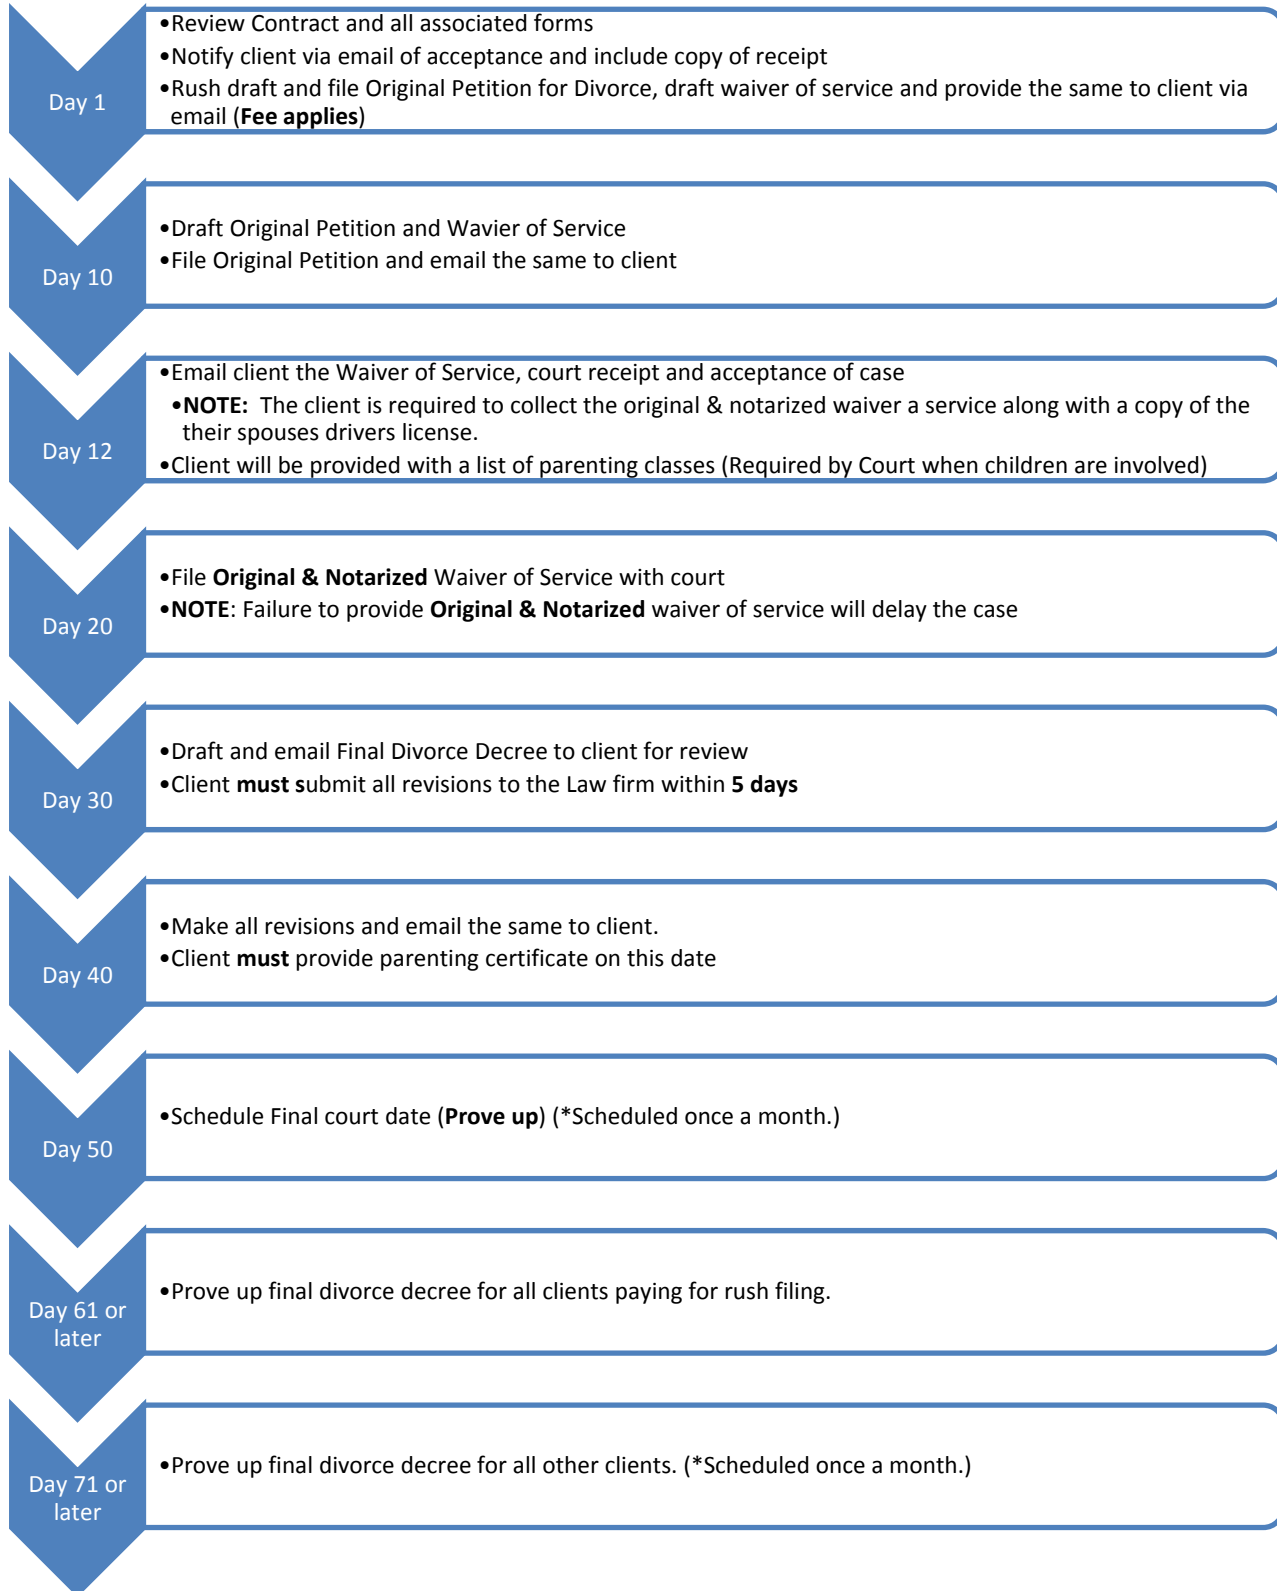 Day 1
•Review Contract and all associated forms
•Notify client via email of acceptance and include copy of receipt
•Rush draft and file Original Petition for Divorce, draft waiver of service and provide the same to client via
email (Fee applies)
Day 10
•Draft Original Petition and Wavier of Service
•File Original Petition and email the same to client
Day 12
•Email client the Waiver of Service, court receipt and acceptance of case
•NOTE: The client is required to collect the original & notarized waiver a service along with a copy of the
their spouses drivers license.
•Client will be provided with a list of parenting classes (Required by Court when children are involved)
Day 20
•File Original & Notarized Waiver of Service with court
•NOTE: Failure to provide Original & Notarized waiver of service will delay the case
Day 30
•Draft and email Final Divorce Decree to client for review
•Client must submit all revisions to the Law firm within 5 days
Day 40
•Make all revisions and email the same to client.
•Client must provide parenting certificate on this date
Day 50
•Schedule Final court date (Prove up) (*Scheduled once a month.)
Day 61 or
later
•Prove up final divorce decree for all clients paying for rush filing.
Day 71 or
later
•Prove up final divorce decree for all other clients. (*Scheduled once a month.)